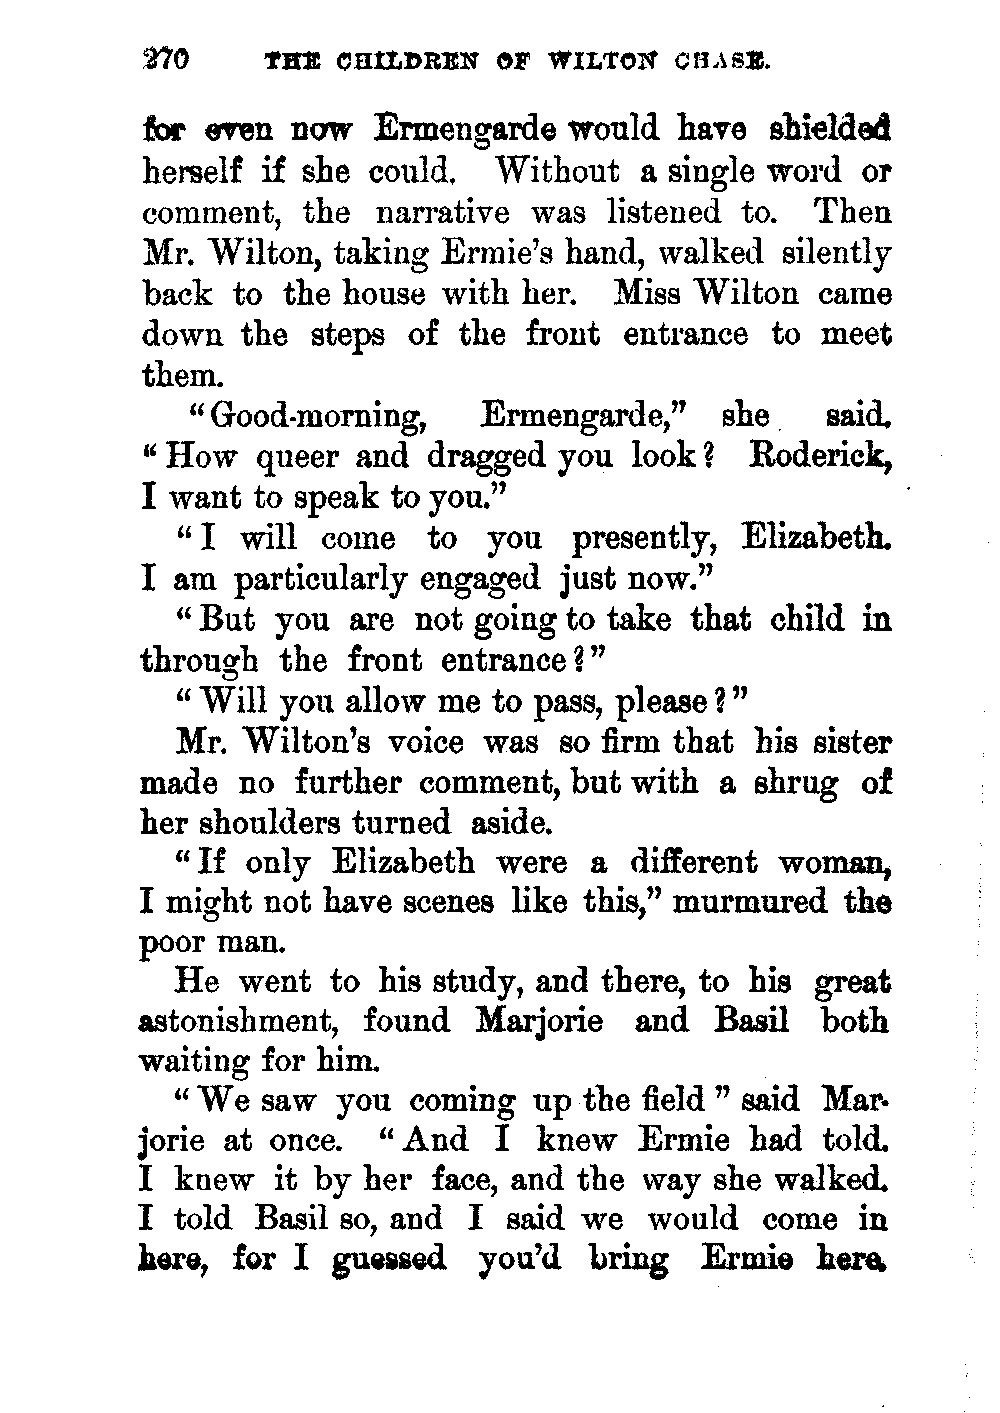 270 THE CHILDREN OF WILTON CHASE.
for even now Ermengarde would have shielded
herself if she could. Without a single word or
comment, the narrative was listened to. Then
Mr. Wilton, taking Ermie's hand, walked silently
back to the house with her. Miss Wilton came
down the steps of the front entrance to meet
them.
"Good-morning, Ermengarde," she said.
"How queer and dragged you look? Roderick,
I want to speak to you."
"I will come to you presently, Elizabeth.
I am particularly engaged just now."
"But you are not going to take that child in
through the front entrance?"
"Will you allow me to pass, please?"
Mr. Wilton's voice was so firm that his sister
made no further comment, but with a shrug of
her shoulders turned aside.
"If only Elizabeth were a different woman,
I might not have scenes like this," murmured the
poor man.
He went to his study, and there, to his great
astonishment, found Marjorie and Basil both
waiting for him.
"We saw you coming up the field" said Mar-
jorie at once. "And I knew Ermie had told.
I knew it by her face, and the way she walked.
I told Basil so, and I said we would come in
here, for I guessed you'd bring Ermie here.